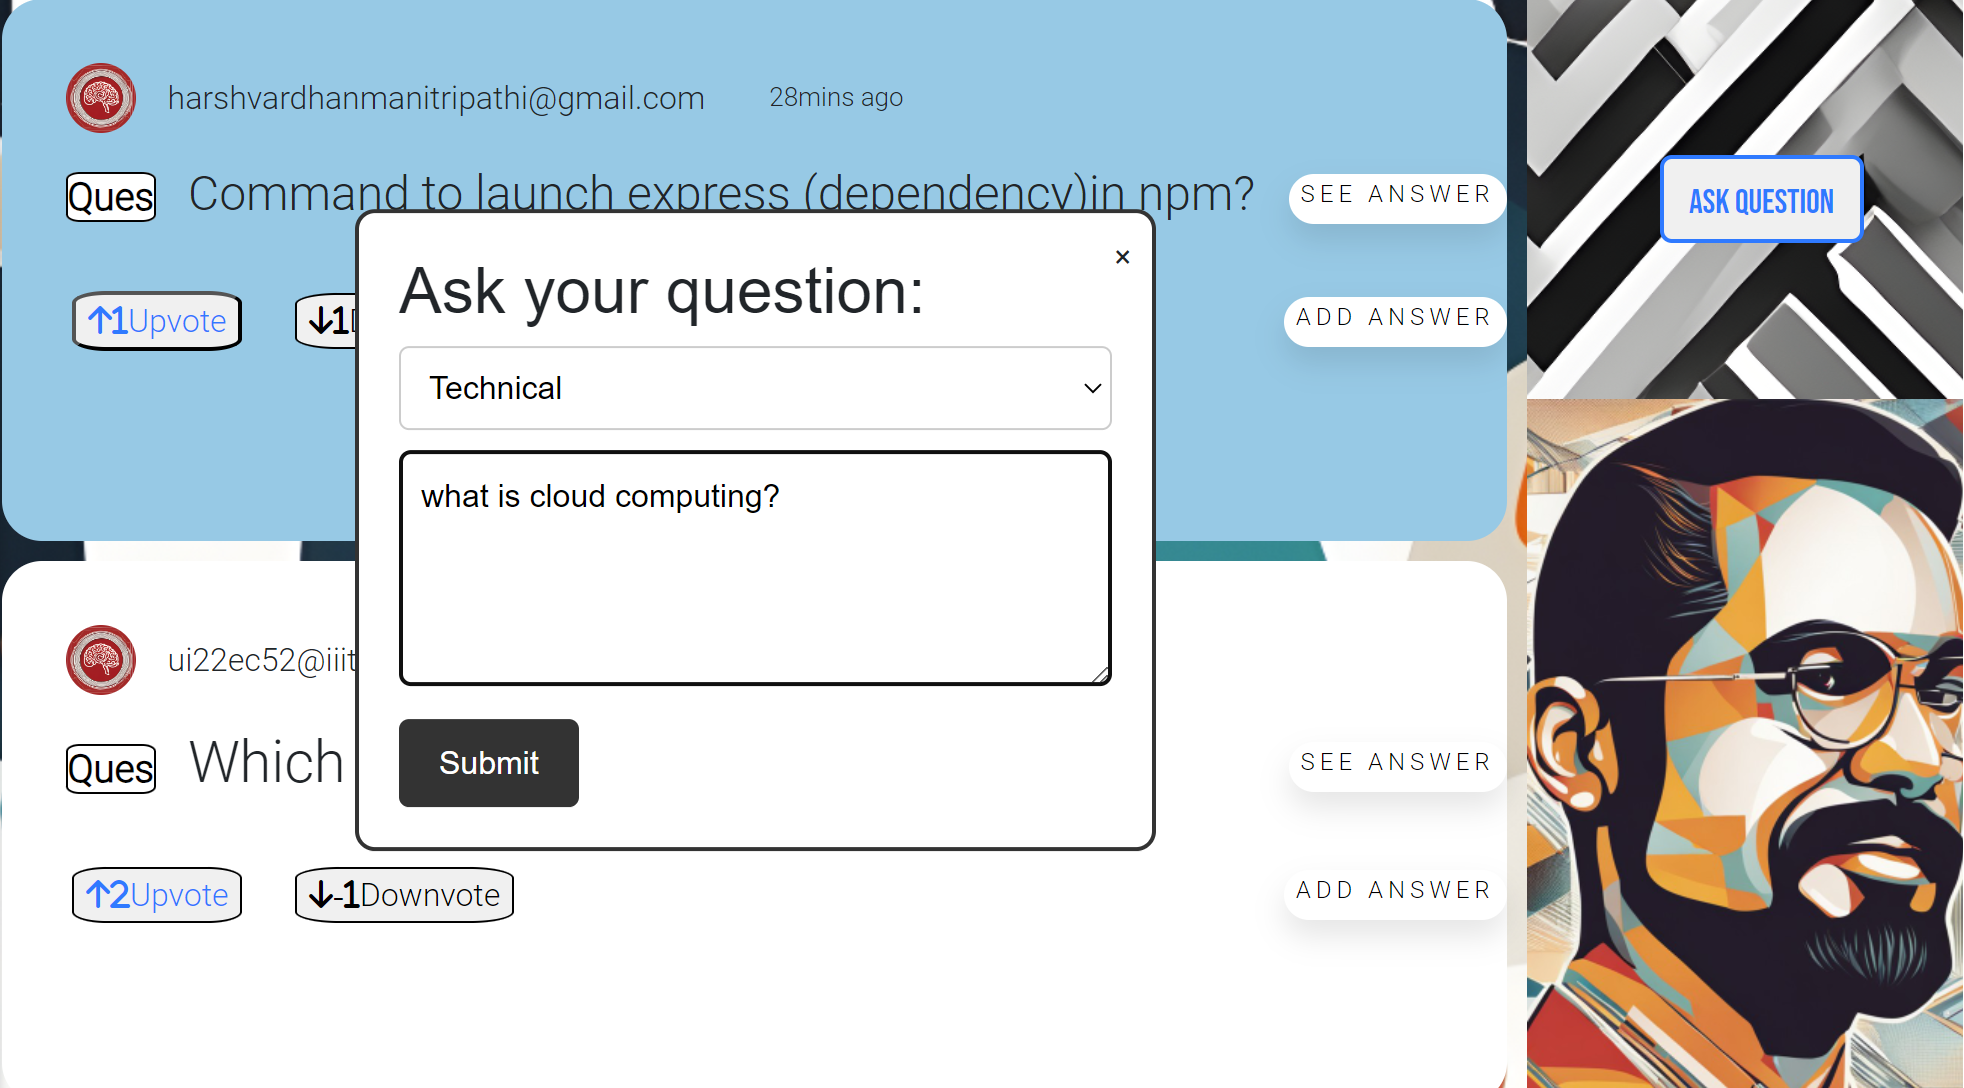 harshvardhanmanitripathi@gmail.com 28mins ago
Ques Command to launch express (dependency)in npm? SEE ANSWER
ASK QUESTION
×
Ask your question:
↑1Upvote ↓1 ADD ANSWER
Technical
what is cloud computing?
ui22ec52@iiit
Ques Which SEE ANSWER
Submit
↑2Upvote ↓-1Downvote ADD ANSWER